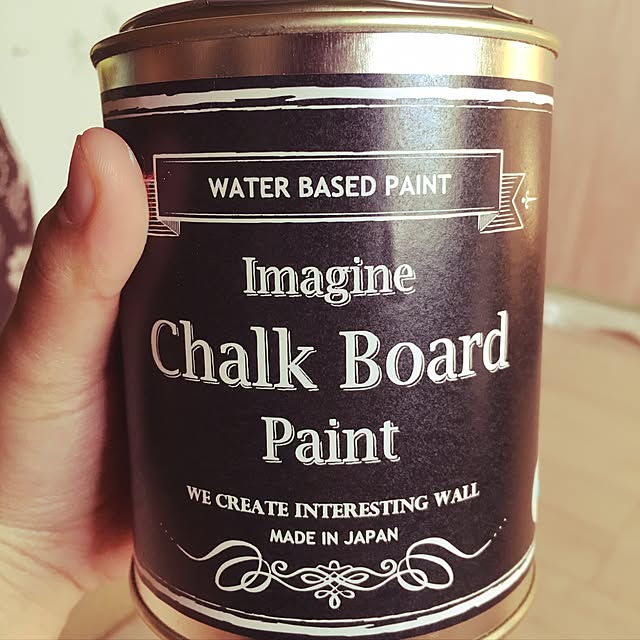 WATER BASED PAINT
Imagine
Chalk Board
Paint
WE CREATE INTERESTING WALL
MADE IN JAPAN